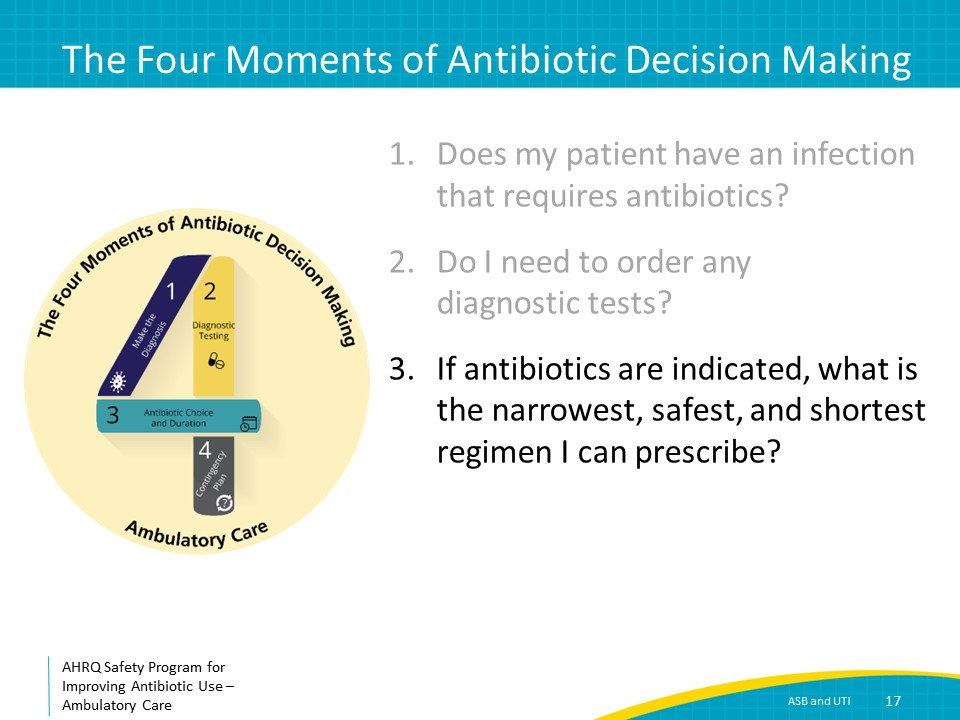 The Four Moments of Antibiotic Decision Making
The Four Moments of Antibiotic Decision Making
1
Make the
Diagnosis
2
Diagnostic
Testing
3
Antibiotic Choice
and Duration
4
Contingency
Plan
?
Ambulatory Care
1. Does my patient have an infection
that requires antibiotics?
2. Do I need to order any
diagnostic tests?
3. If antibiotics are indicated, what is
the narrowest, safest, and shortest
regimen I can prescribe?
AHRQ Safety Program for
Improving Antibiotic Use –
Ambulatory Care
ASB and UTI
17